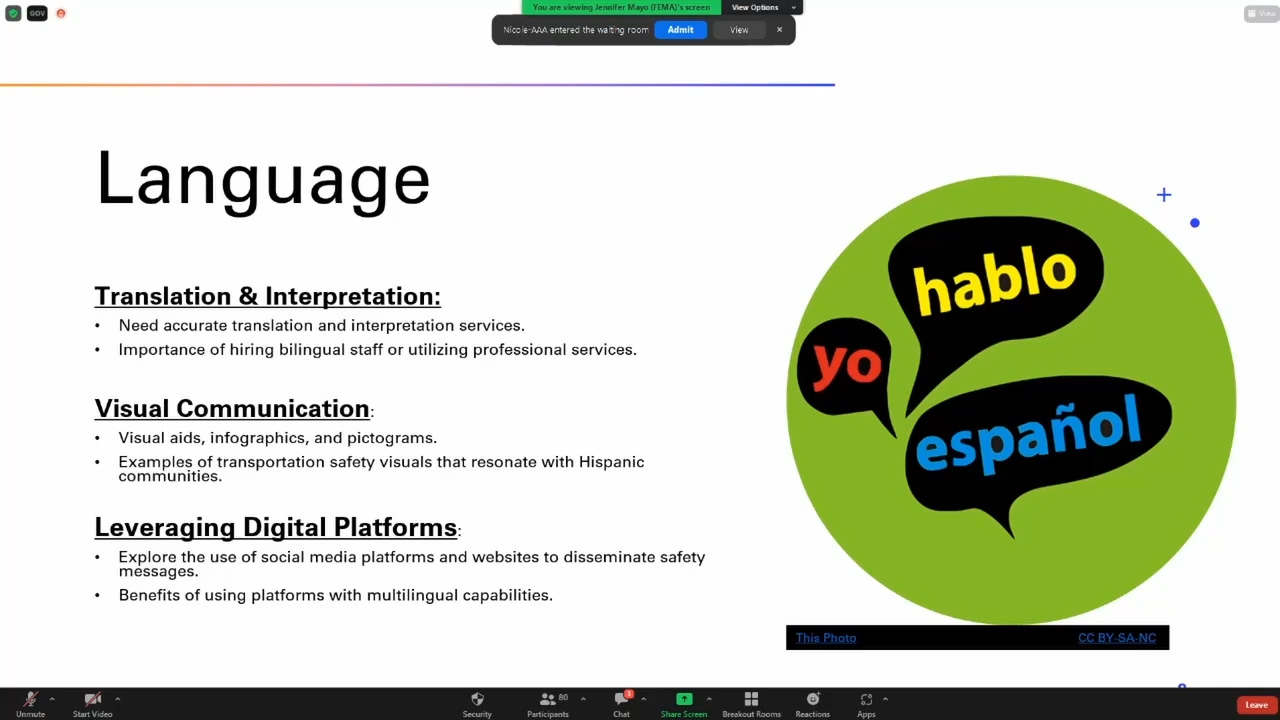 GOV
You are viewing Jennifer Mayo (FEMA)'s screen
View Options
View
Nicole-AAA entered the waiting room
Admit
View
Language
Translation & Interpretation:
• Need accurate translation and interpretation services.
• Importance of hiring bilingual staff or utilizing professional services.
Visual Communication:
• Visual aids, infographics, and pictograms.
• Examples of transportation safety visuals that resonate with Hispanic
communities.
Leveraging Digital Platforms:
• Explore the use of social media platforms and websites to disseminate safety
messages.
• Benefits of using platforms with multilingual capabilities.
yo
hablo
español
This Photo CC BY-SA-NC
Unmute
Start Video
Security
Participants
80
Chat
3
Share Screen
Breakout Rooms
Reactions
Apps
Leave